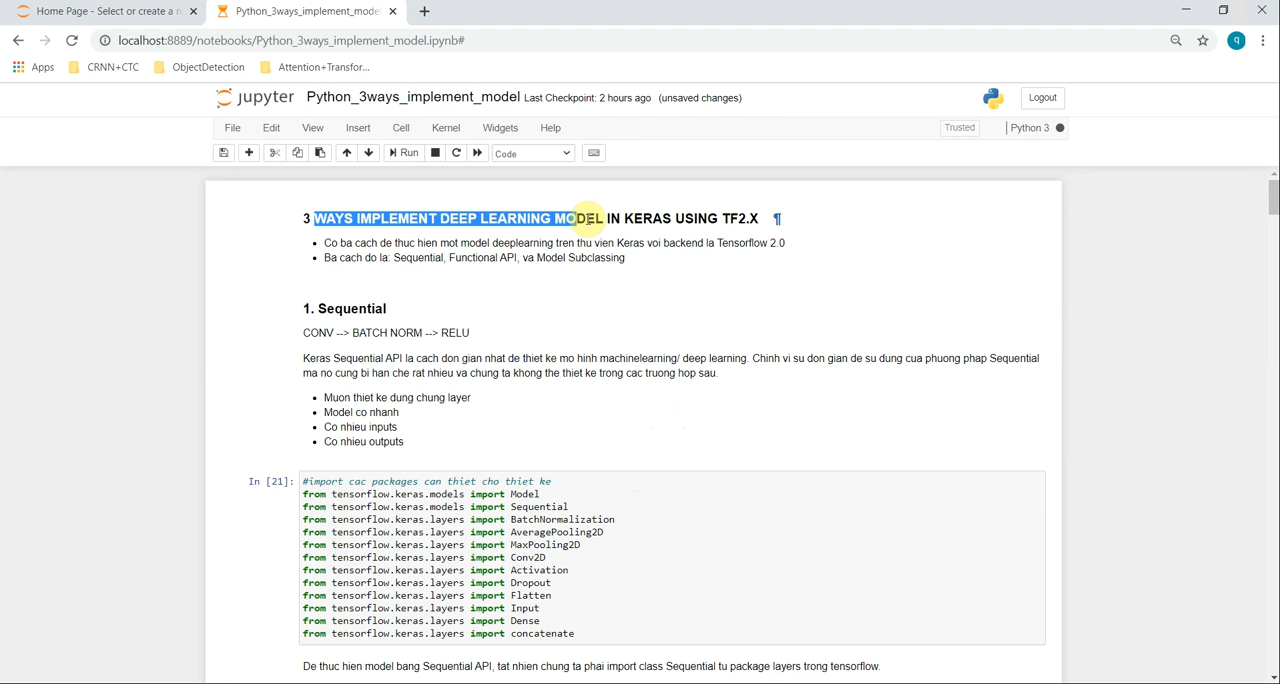 Home Page - Select or create a n
Python_3ways_implement_model
localhost:8889/notebooks/Python_3ways_implement_model.ipynb#
q
Apps
CRNN+CTC
ObjectDetection
Attention+Transfor...
jupyter
Python_3ways_implement_model Last Checkpoint: 2 hours ago (unsaved changes)
Logout
File Edit View Insert Cell Kernel Widgets Help
Trusted
Python 3
Run
Code
3 WAYS IMPLEMENT DEEP LEARNING MODEL IN KERAS USING TF2.X ¶
• Co ba cach de thuc hien mot model deeplearning tren thu vien Keras voi backend la Tensorflow 2.0
• Ba cach do la: Sequential, Functional API, va Model Subclassing
1. Sequential
CONV --> BATCH NORM --> RELU
Keras Sequential API la cach don gian nhat de thiet ke mo hinh machinelearning/ deep learning. Chinh vi su don gian de su dung cua phuong phap Sequential
ma no cung bi han che rat nhieu va chung ta khong the thiet ke trong cac truong hop sau.
• Muon thiet ke dung chung layer
• Model co nhanh
• Co nhieu inputs
• Co nhieu outputs
In [21]:
#import cac packages can thiet cho thiet ke
from tensorflow.keras.models import Model
from tensorflow.keras.models import Sequential
from tensorflow.keras.layers import BatchNormalization
from tensorflow.keras.layers import AveragePooling2D
from tensorflow.keras.layers import MaxPooling2D
from tensorflow.keras.layers import Conv2D
from tensorflow.keras.layers import Activation
from tensorflow.keras.layers import Dropout
from tensorflow.keras.layers import Flatten
from tensorflow.keras.layers import Input
from tensorflow.keras.layers import Dense
from tensorflow.keras.layers import concatenate
De thuc hien model bang Sequential API, tat nhien chung ta phai import class Sequential tu package layers trong tensorflow.